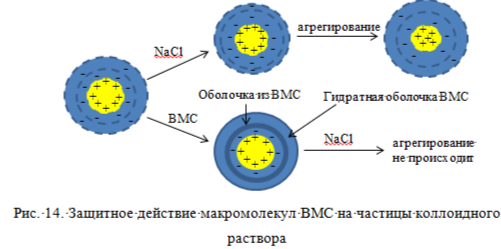 NaCl
агрегирование
Оболочка из ВМС
Гидратная оболочка ВМС
ВМС
NaCl
агрегирование
не происходит
Рис. 14. Защитное действие макромолекул ВМС на частицы коллоидного
раствора